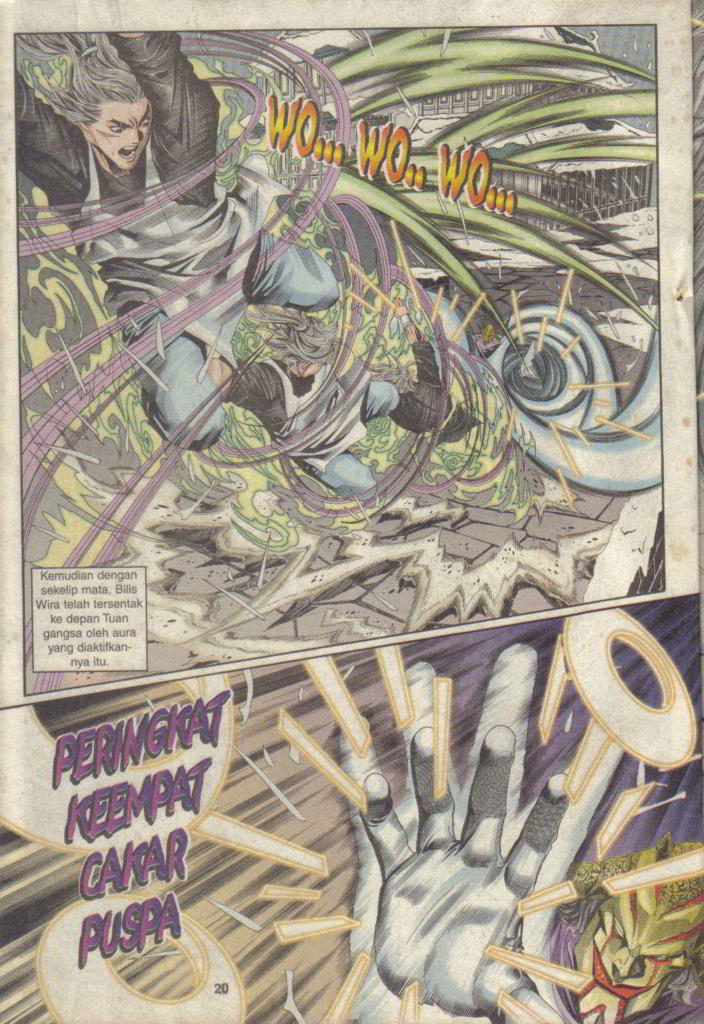 WO... WO.. WO...
Kemudian dengan
sekelip mata, Bilis
Wira telah tersentak
ke depan Tuan
gangsa oleh aura
yang diaktifkan-
nya itu.
PERINGKAT
KEEMPAT
CAKAR
PUSPA
20